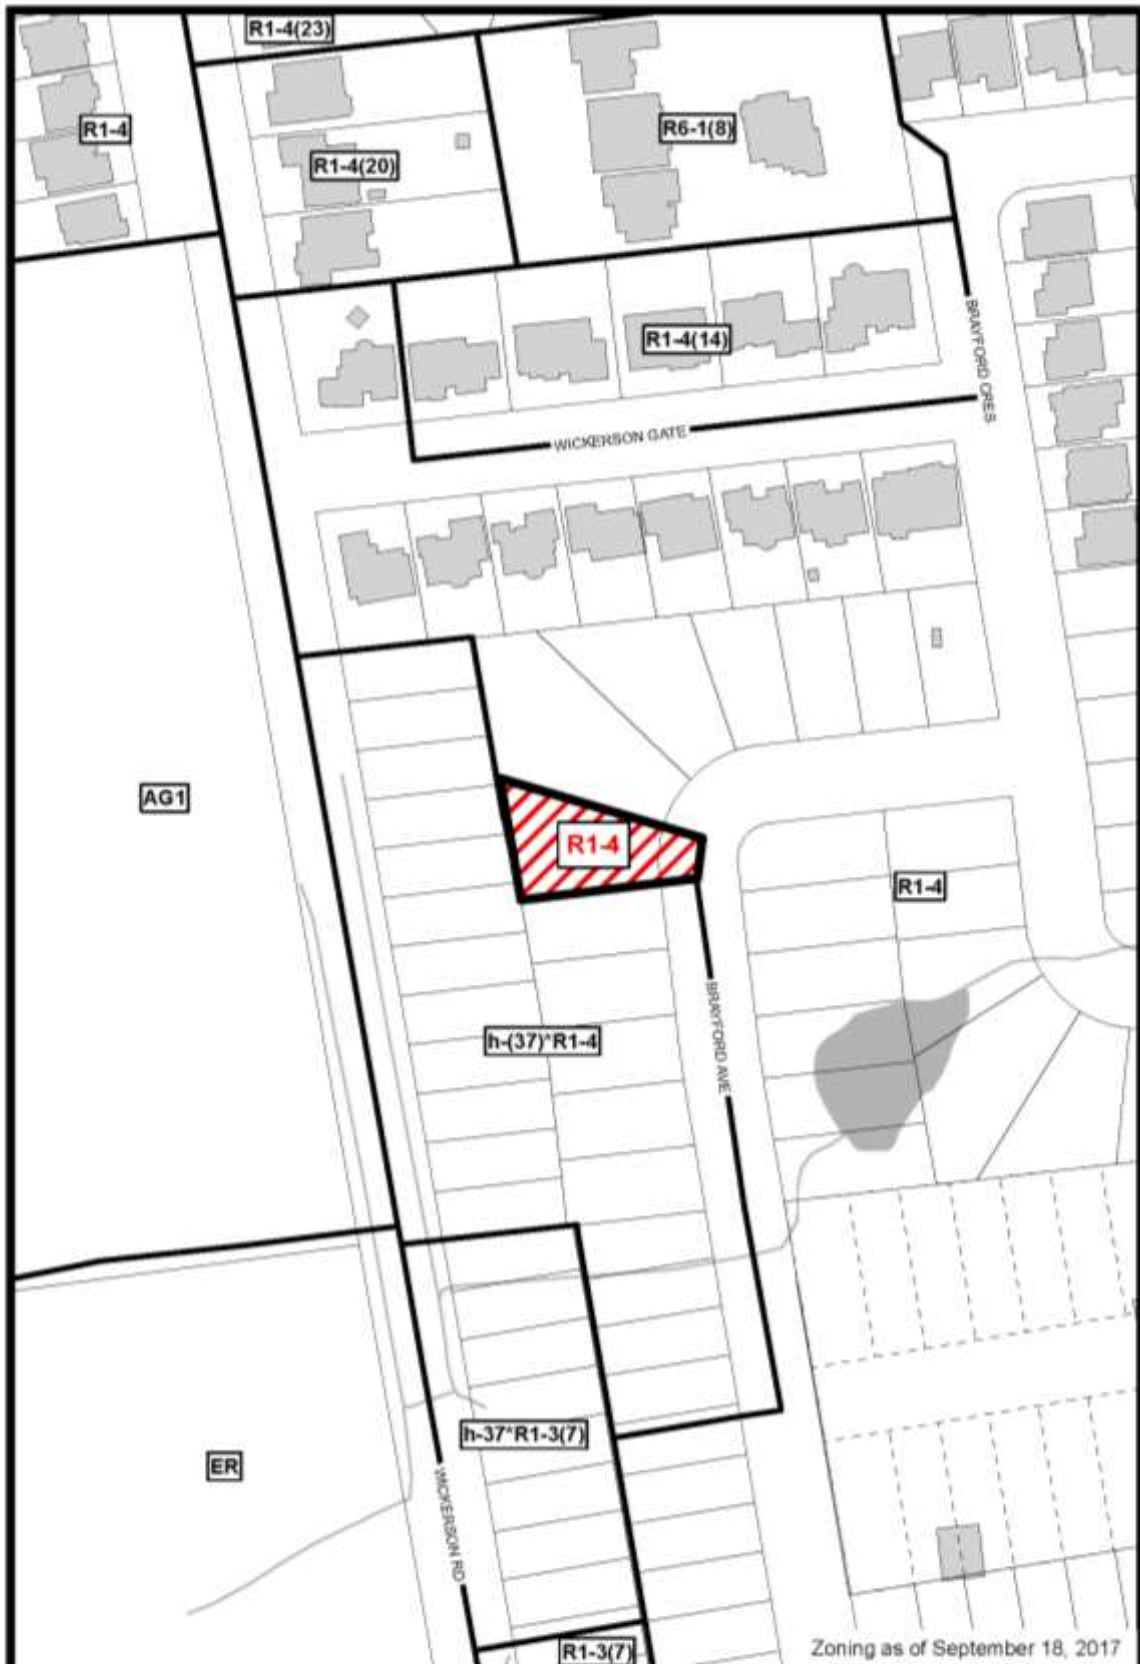 R1-4(23)
R1-4
R6-1(8)
R1-4(20)
R1-4(14)
BRAYFORD CRES
WICKERSON GATE
AG1
R1-4
R1-4
h-(37)*R1-4
BRAYFORD AVE
h-37*R1-3(7)
ER
WICKERSON RD
R1-3(7)
Zoning as of September 18, 2017